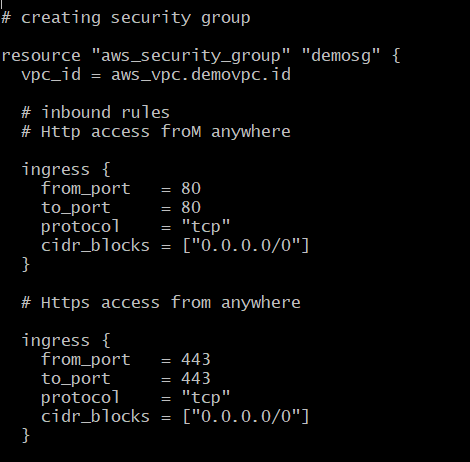 # creating security group
resource "aws_security_group" "demosg" {
  vpc_id = aws_vpc.demovpc.id
  # inbound rules
  # Http access froM anywhere
  ingress {
    from_port   = 80
    to_port     = 80
    protocol    = "tcp"
    cidr_blocks = ["0.0.0.0/0"]
  }
  # Https access from anywhere
  ingress {
    from_port   = 443
    to_port     = 443
    protocol    = "tcp"
    cidr_blocks = ["0.0.0.0/0"]
  }